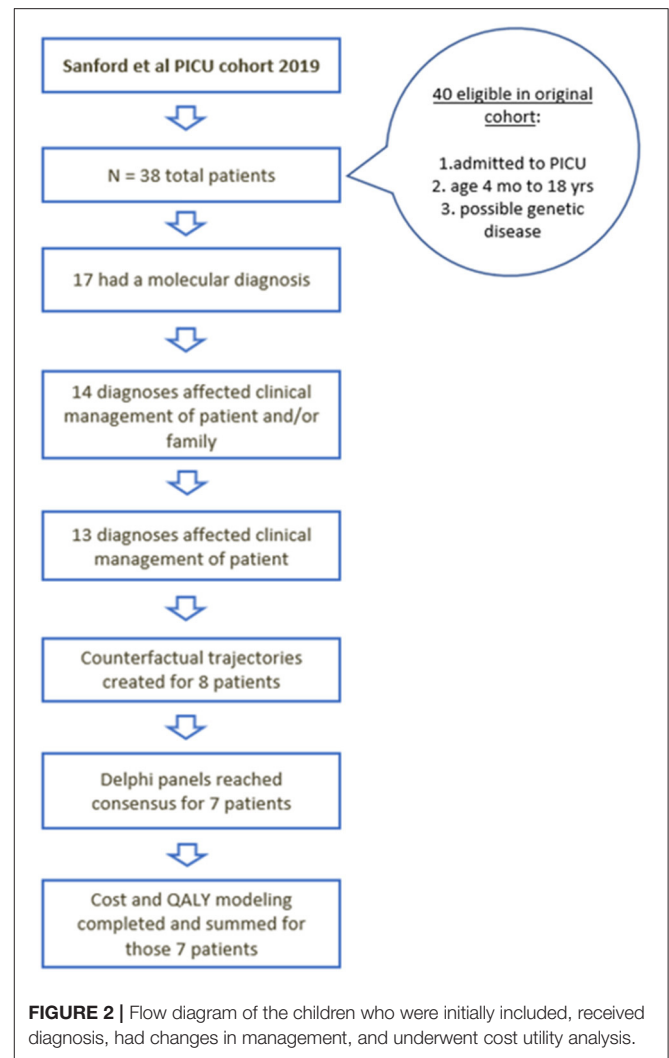 Sanford et al PICU cohort 2019
40 eligible in original
cohort:
1.admitted to PICU
2. age 4 mo to 18 yrs
3. possible genetic
disease
N = 38 total patients
17 had a molecular diagnosis
14 diagnoses affected clinical
management of patient and/or
family
13 diagnoses affected clinical
management of patient
Counterfactual trajectories
created for 8 patients
Delphi panels reached
consensus for 7 patients
Cost and QALY modeling
completed and summed for
those 7 patients
FIGURE 2 | Flow diagram of the children who were initially included, received
diagnosis, had changes in management, and underwent cost utility analysis.